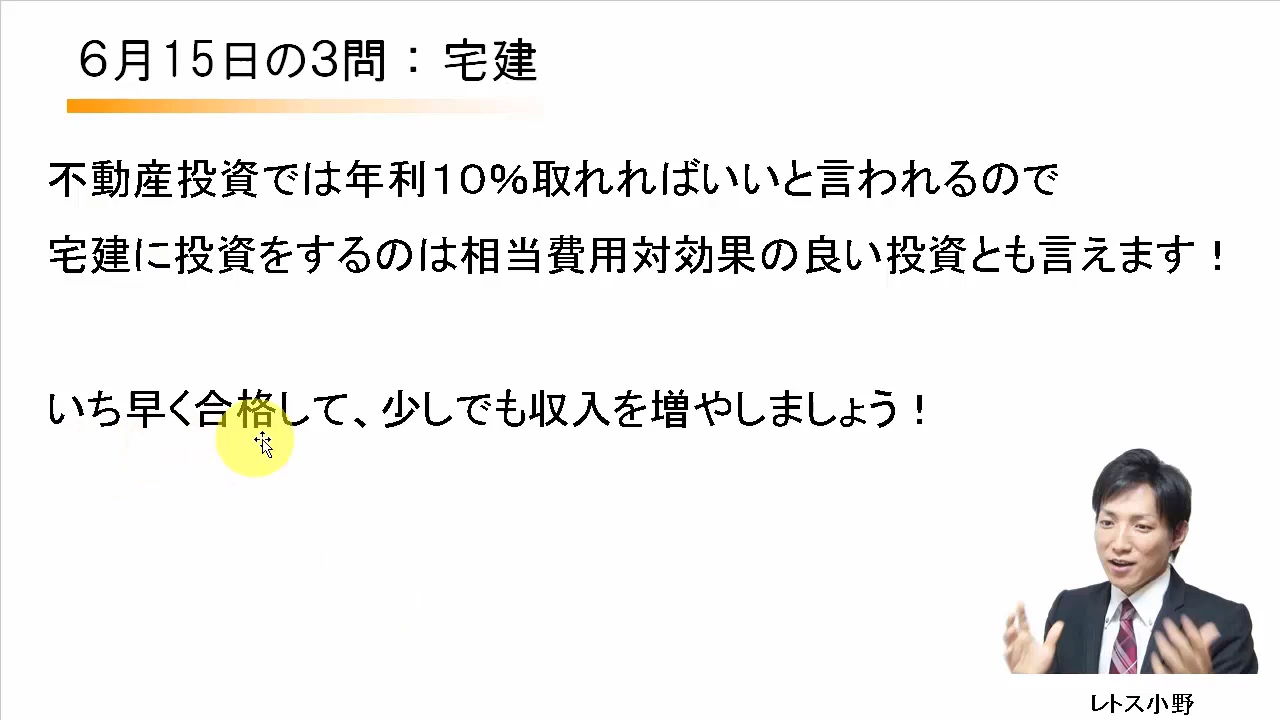 ６月15日の３問：宅建
不動産投資では年利１０％取れればいいと言われるので
宅建に投資をするのは相当費用対効果の良い投資とも言えます！
いち早く合格して、少しでも収入を増やしましょう！
レトス小野